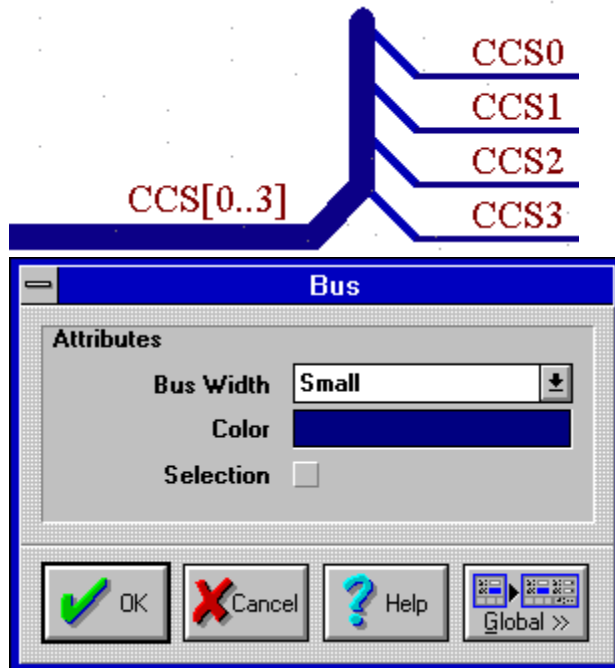 CCS0
CCS1
CCS2
CCS[0..3]
CCS3
Bus
Attributes
Bus Width Small
Color
Selection
OK Cancel Help Global >>